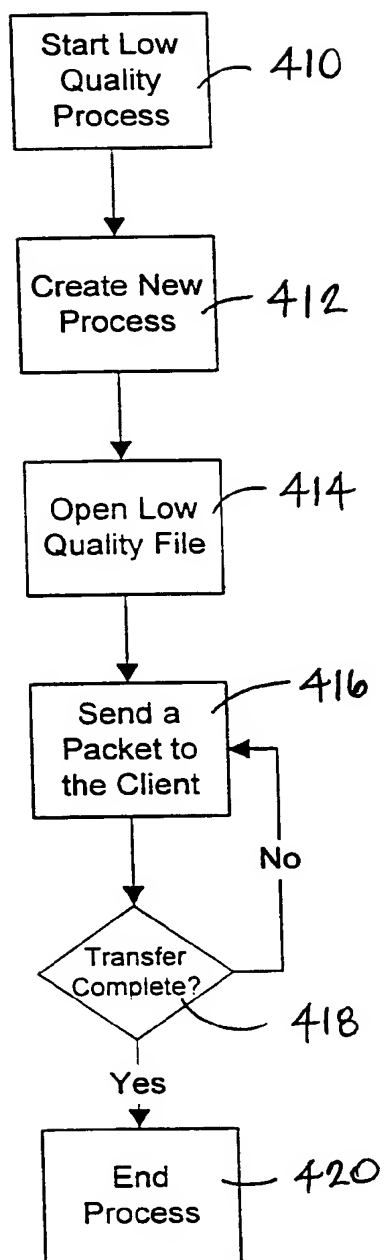 Start Low
Quality
Process
410
Create New
Process
412
Open Low
Quality File
414
Send a
Packet to
the Client
416
No
Transfer
Complete?
418
Yes
End
Process
420